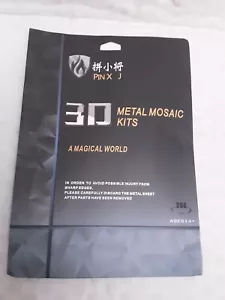 拼小将
PIN X J
3D METAL MOSAIC
KITS
A MAGICAL WORLD
IN ORDER TO AVOID POSSIBLE INJURY FROM
SHARP EDGES.
PLEASE CAREFULLY DISCARD THE METAL SHEET
AFTER PARTS HAVE BEEN REMOVED
AGES14+